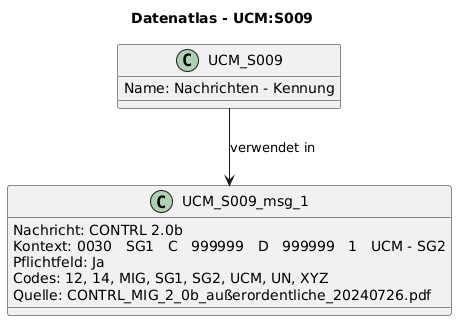 Datenatlas - UCM:S009
C UCM_S009
Name: Nachrichten - Kennung
verwendet in
C UCM_S009_msg_1
Nachricht: CONTRL 2.0b
Kontext: 0030 SG1 C 999999 D 999999 1 UCM - SG2
Pflichtfeld: Ja
Codes: 12, 14, MIG, SG1, SG2, UCM, UN, XYZ
Quelle: CONTRL_MIG_2_0b_außerordentliche_20240726.pdf